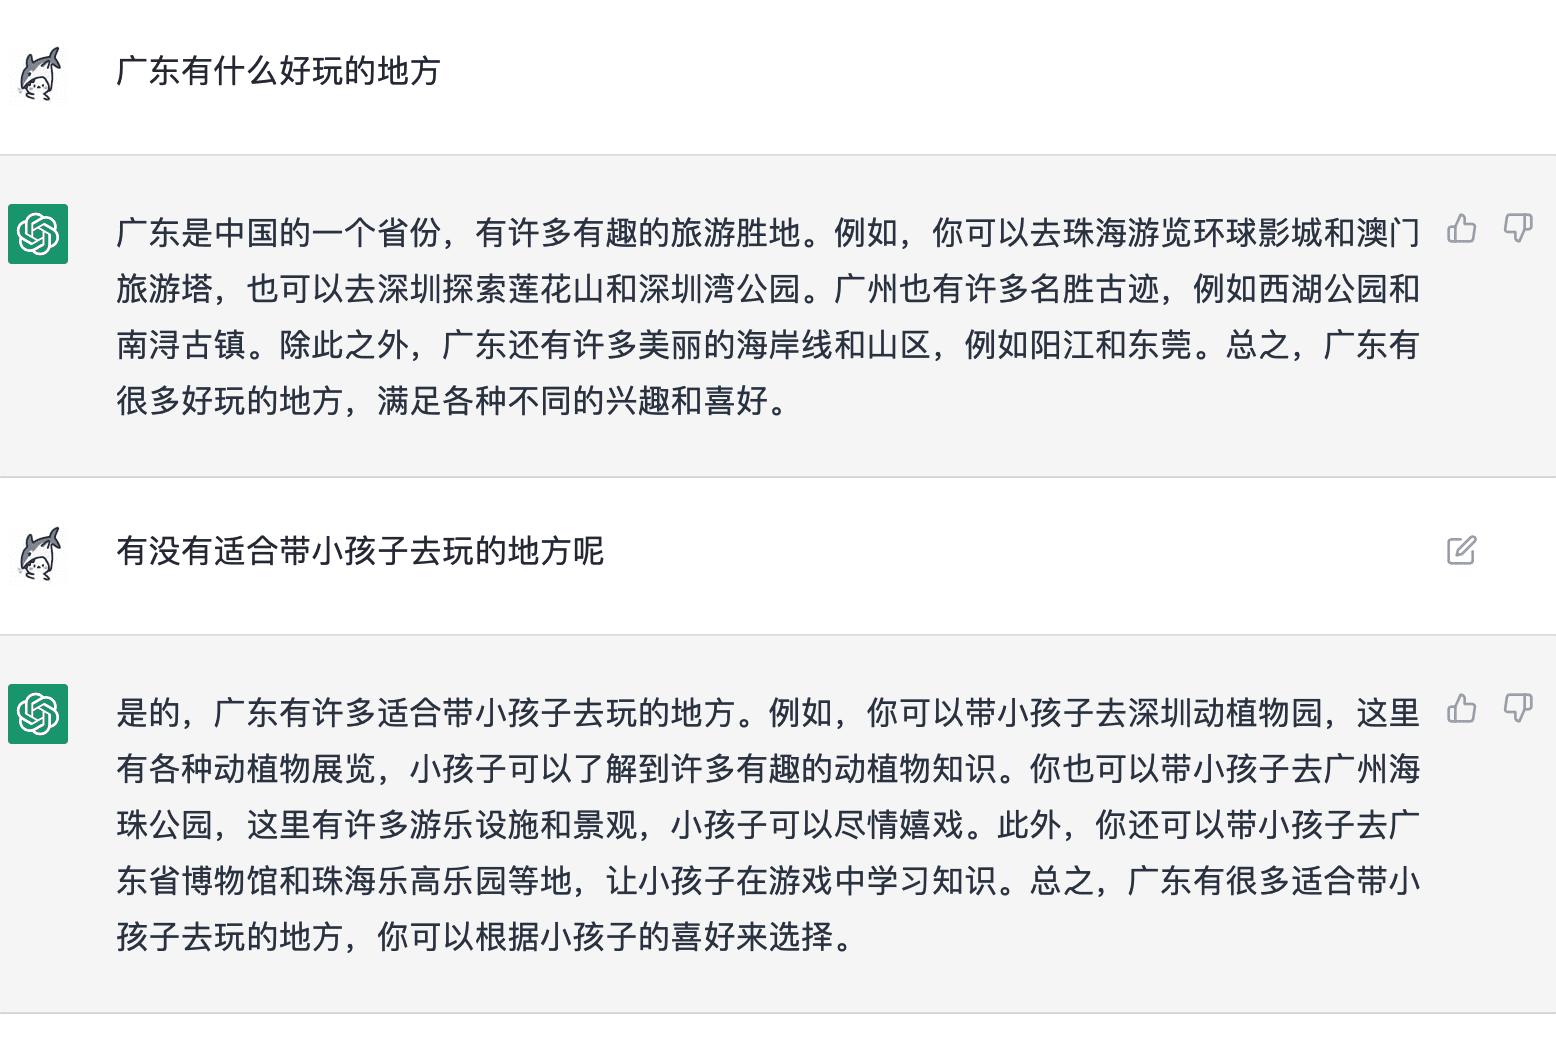 广东有什么好玩的地方
广东是中国的一个省份，有许多有趣的旅游胜地。例如，你可以去珠海游览环球影城和澳门
旅游塔，也可以去深圳探索莲花山和深圳湾公园。广州也有许多名胜古迹，例如西湖公园和
南浔古镇。除此之外，广东还有许多美丽的海岸线和山区，例如阳江和东莞。总之，广东有
很多好玩的地方，满足各种不同的兴趣和喜好。
有没有适合带小孩子去玩的地方呢
是的，广东有许多适合带小孩子去玩的地方。例如，你可以带小孩子去深圳动植物园，这里
有各种动植物展览，小孩子可以了解到许多有趣的动植物知识。你也可以带小孩子去广州海
珠公园，这里有许多游乐设施和景观，小孩子可以尽情嬉戏。此外，你还可以带小孩子去广
东省博物馆和珠海乐高乐园等地，让小孩子在游戏中学习知识。总之，广东有很多适合带小
孩子去玩的地方，你可以根据小孩子的喜好来选择。